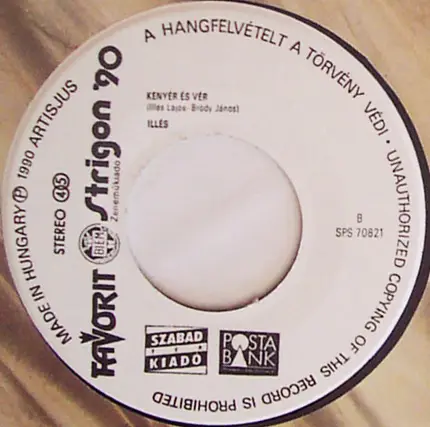 A HANGFELVÉTELT A TÖRVÉNY VÉDI • UNAUTHORIZED COPYING OF THIS RECORD IS PROHIBITED
MADE IN HUNGARY Ⓟ 1990 ARTISJUS
STEREO 45
FAVORIT BIEM Strigon '90
Zeneműkiadó
KENYÉR ÉS VÉR
(Illés Lajos-Bródy János)
ILLÉS
B
SPS 70821
SZABAD
KIADÓ
POSTA
BANK